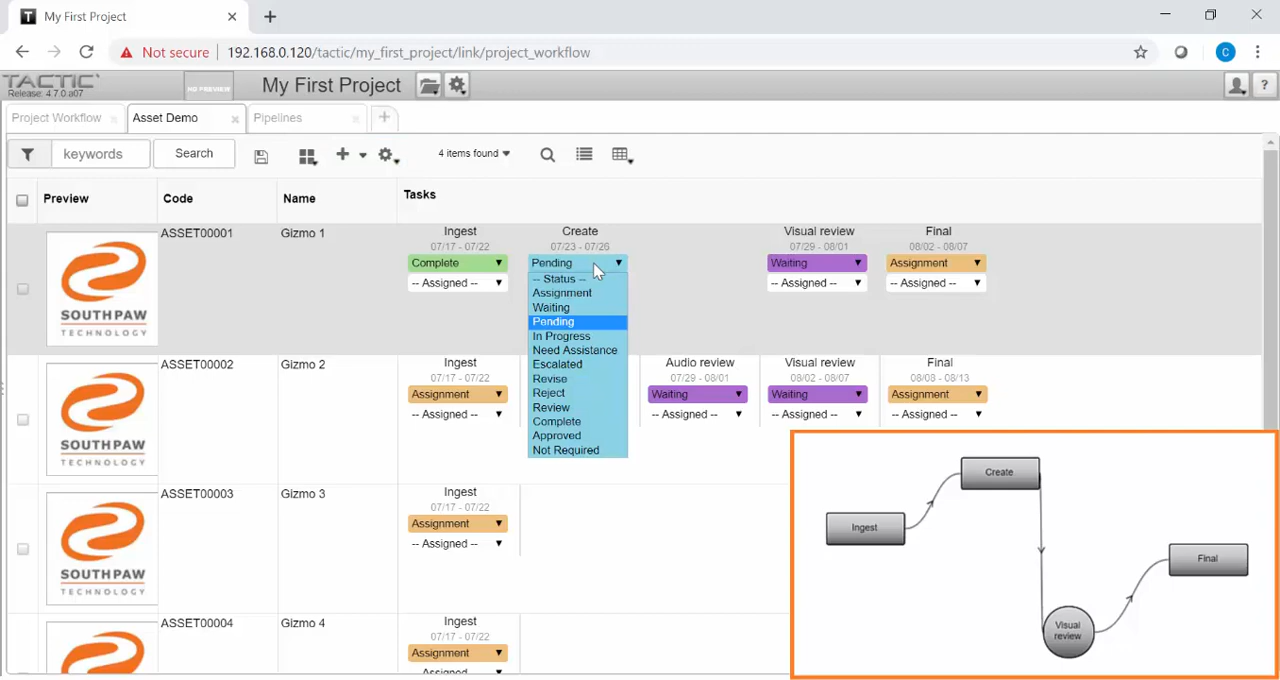 My First Project
Not secure 192.168.0.120/tactic/my_first_project/link/project_workflow
C
TACTIC
Release: 4.7.0.a07
HD PREVIEW
My First Project
?
Project Workflow
Asset Demo
Pipelines
keywords
Search
4 items found
Preview Code Name Tasks
ASSET00001 Gizmo 1
SOUTHPAW
TECHNOLOGY
Ingest
07/17 - 07/22
Complete
-- Assigned --
Create
07/23 - 07/26
Pending
-- Status --
Assignment
Waiting
Pending
In Progress
Need Assistance
Escalated
Revise
Reject
Review
Complete
Approved
Not Required
Visual review
07/29 - 08/01
Waiting
-- Assigned --
Final
08/02 - 08/07
Assignment
-- Assigned --
ASSET00002 Gizmo 2
SOUTHPAW
TECHNOLOGY
Ingest
07/17 - 07/22
Assignment
-- Assigned --
Audio review
07/29 - 08/01
Waiting
-- Assigned --
Visual review
08/02 - 08/07
Waiting
-- Assigned --
Final
08/08 - 08/13
Assignment
-- Assigned --
ASSET00003 Gizmo 3
SOUTHPAW
TECHNOLOGY
Ingest
07/17 - 07/22
Assignment
-- Assigned --
ASSET00004 Gizmo 4
Ingest
07/17 - 07/22
Assignment
Assigned
Create
Ingest
Final
Visual
review